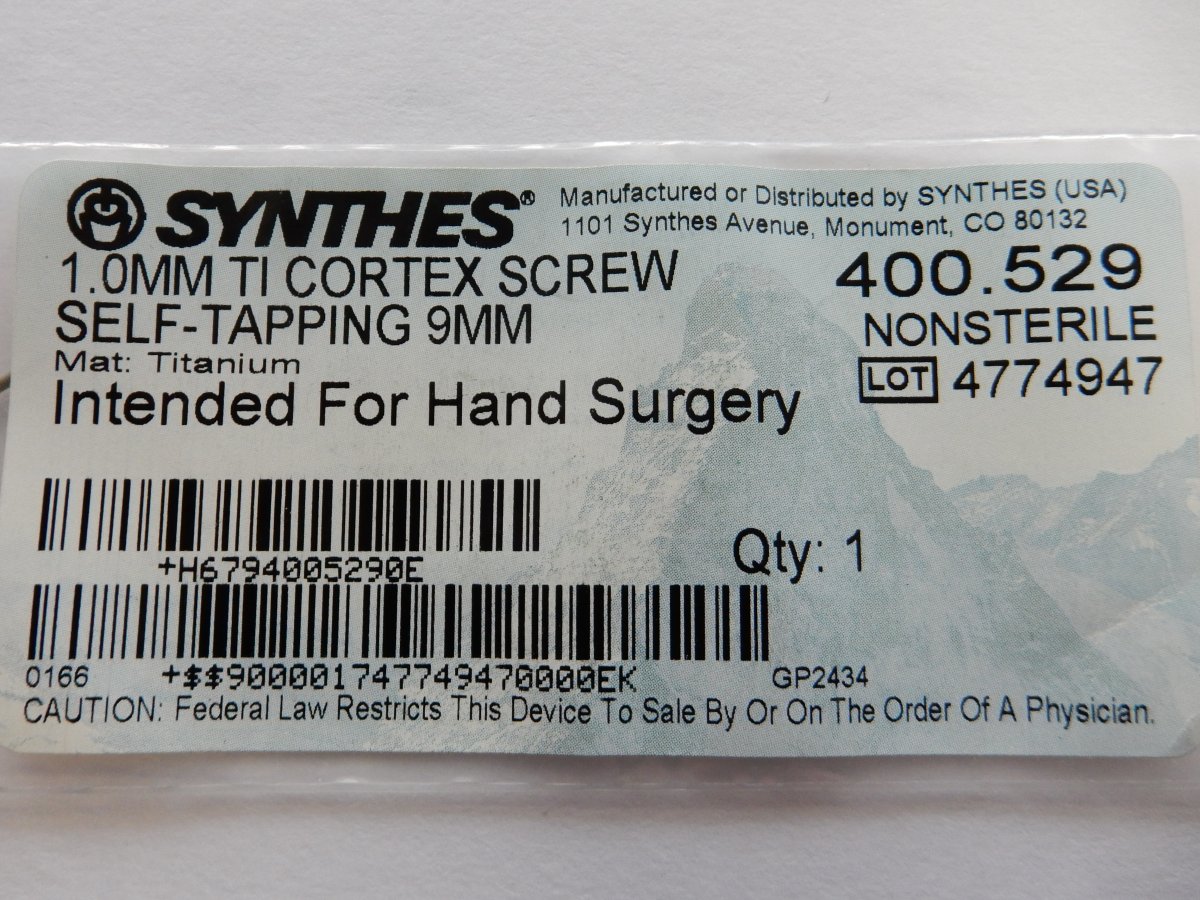 SYNTHES® Manufactured or Distributed by SYNTHES (USA)
1101 Synthes Avenue, Monument, CO 80132
1.0MM TI CORTEX SCREW 400.529
SELF-TAPPING 9MM NONSTERILE
Mat: Titanium LOT 4774947
Intended For Hand Surgery
Qty: 1
+H6794005290E
0166 +$$900001747749470000EK GP2434
CAUTION: Federal Law Restricts This Device To Sale By Or On The Order Of A Physician.